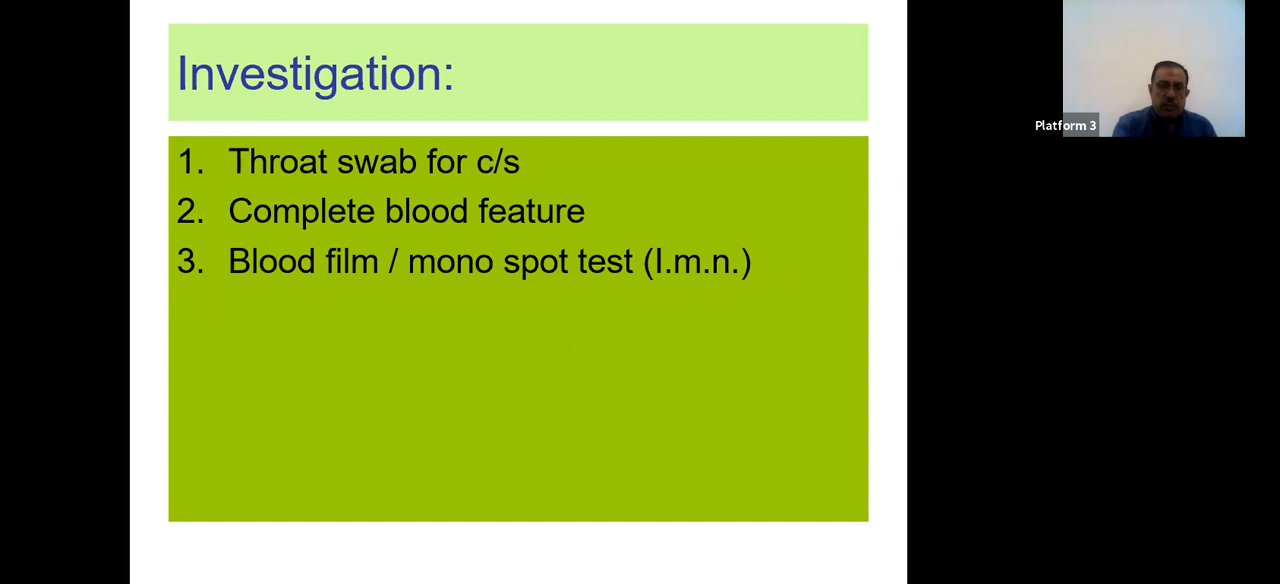 Investigation:
1. Throat swab for c/s
2. Complete blood feature
3. Blood film / mono spot test (I.m.n.)
Platform 3